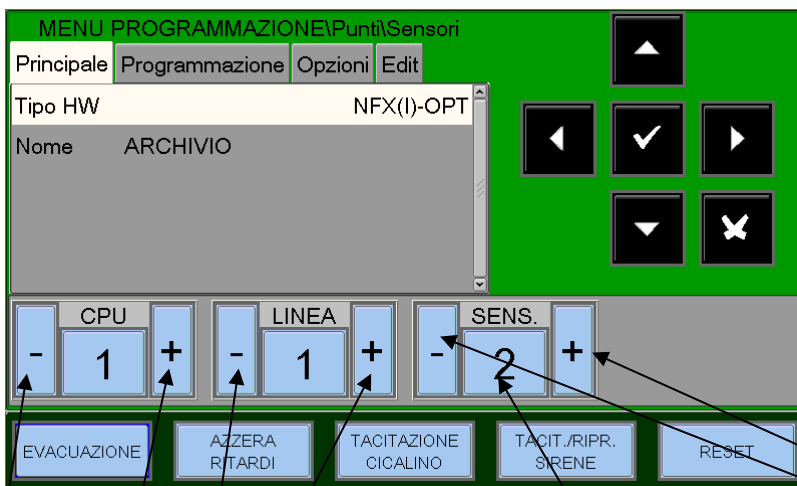 MENU PROGRAMMAZIONE\Punti\Sensori
Principale Programmazione Opzioni Edit
Tipo HW NFX(I)-OPT
Nome ARCHIVIO
CPU LINEA SENS.
- 1 + - 1 + - 2 +
EVACUAZIONE AZZERA RITARDI TACITAZIONE CICALINO TACIT./RIPR. SIRENE RESET